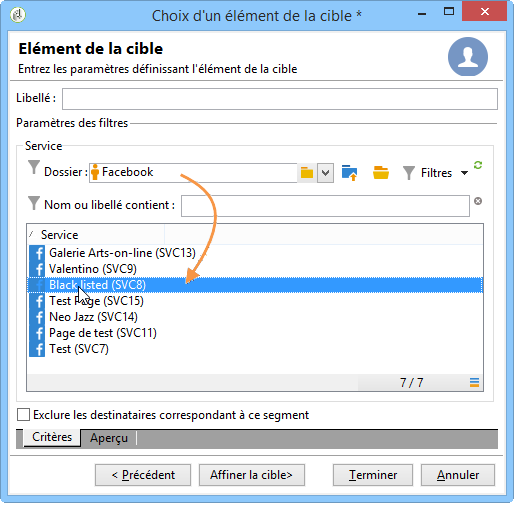 Choix d'un élément de la cible *
Elément de la cible
Entrez les paramètres définissant l'élément de la cible
Libellé :
Paramètres des filtres
Service
Dossier : Facebook Filtres
Nom ou libellé contient :
Service
Galerie Arts-on-line (SVC13)
Valentino (SVC9)
Black listed (SVC8)
Test Page (SVC15)
Neo Jazz (SVC14)
Page de test (SVC11)
Test (SVC7)
7 / 7
Exclure les destinataires correspondant à ce segment
Critères Aperçu
< Précédent Affiner la cible> Terminer Annuler